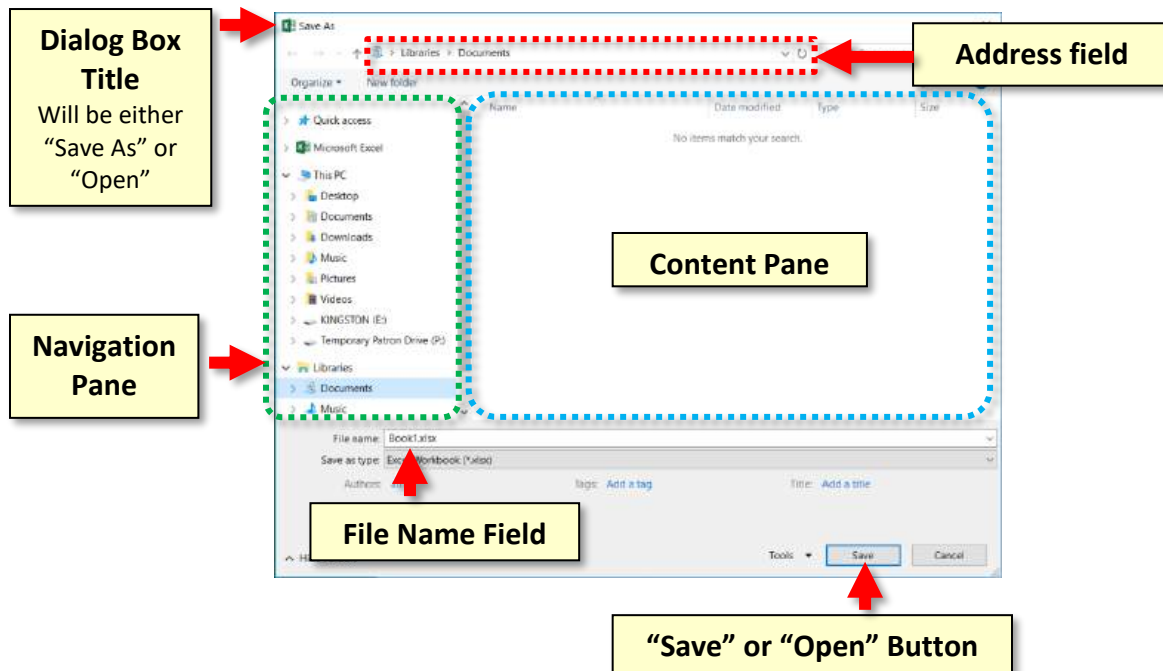 Dialog Box
Title
Will be either
“Save As” or
“Open”
Save As
Address field
Libraries > Documents
Organize New folder
Name Date modified Type Size
No items match your search.
Quick access
Microsoft Excel
This PC
Desktop
Documents
Downloads
Music
Pictures
Videos
KINGSTON (E:)
Temporary Patron Drive (P:)
Libraries
Documents
Music
Content Pane
Navigation
Pane
File name: Book1.xlsx
Save as type: Excel Workbook (*.xlsx)
Authors: Tags: Add a tag Title: Add a title
File Name Field
Tools Save Cancel
“Save” or “Open” Button